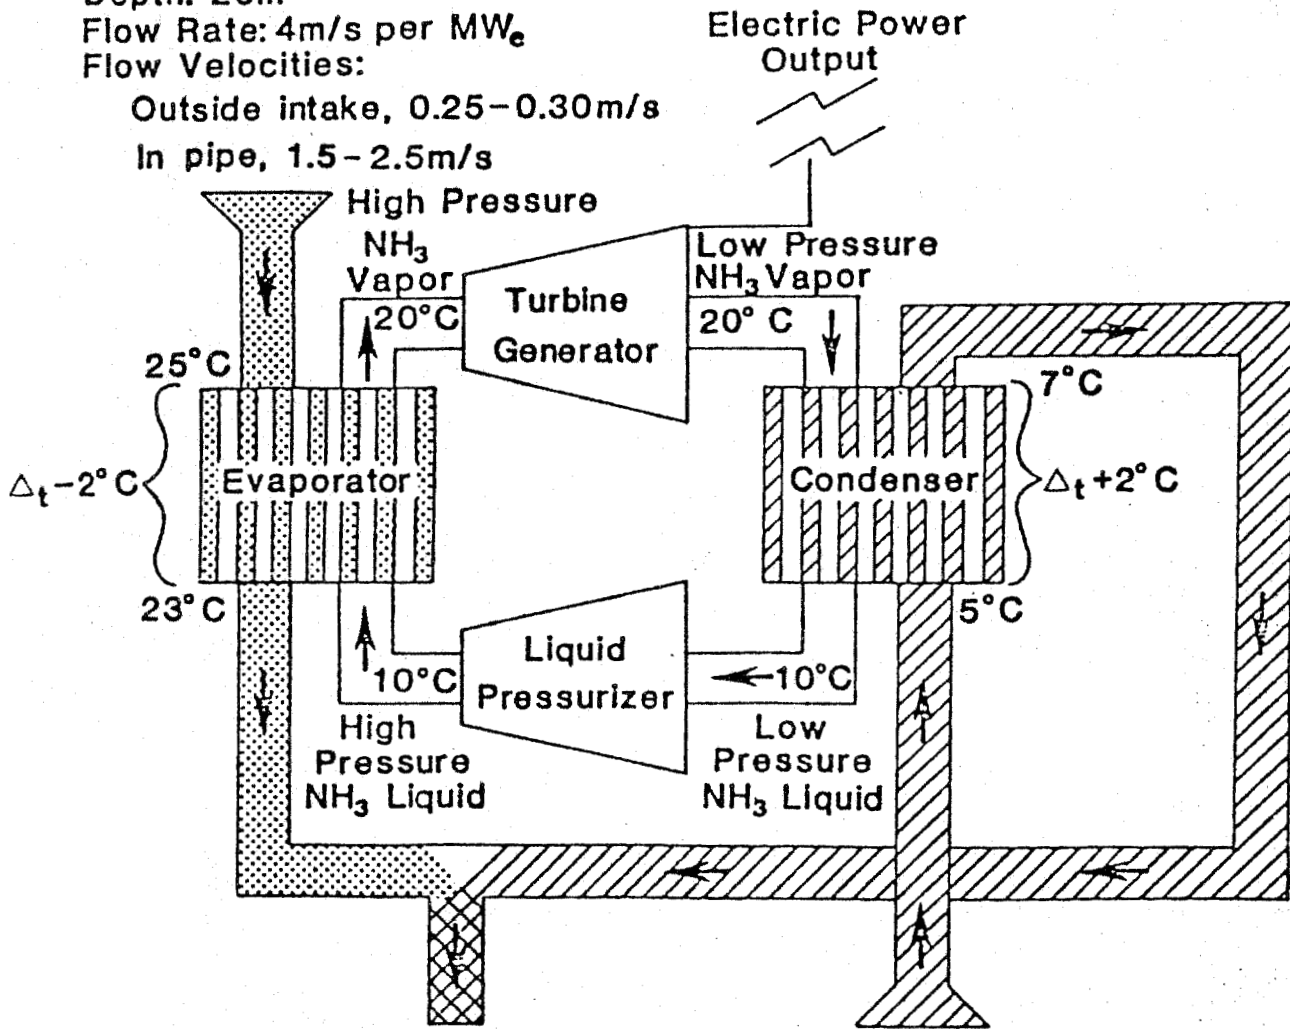 Flow Rate: 4m/s per MWe
Flow Velocities:
Outside intake, 0.25-0.30m/s
In pipe, 1.5-2.5m/s
Electric Power
Output
High Pressure
NH₃
Vapor
20°C
Turbine
Generator
Low Pressure
NH₃ Vapor
20° C
25°C
7°C
Δt-2°C
Evaporator
Condenser
Δt+2°C
23°C
5°C
10°C
Liquid
Pressurizer
10°C
High
Pressure
NH₃ Liquid
Low
Pressure
NH₃ Liquid